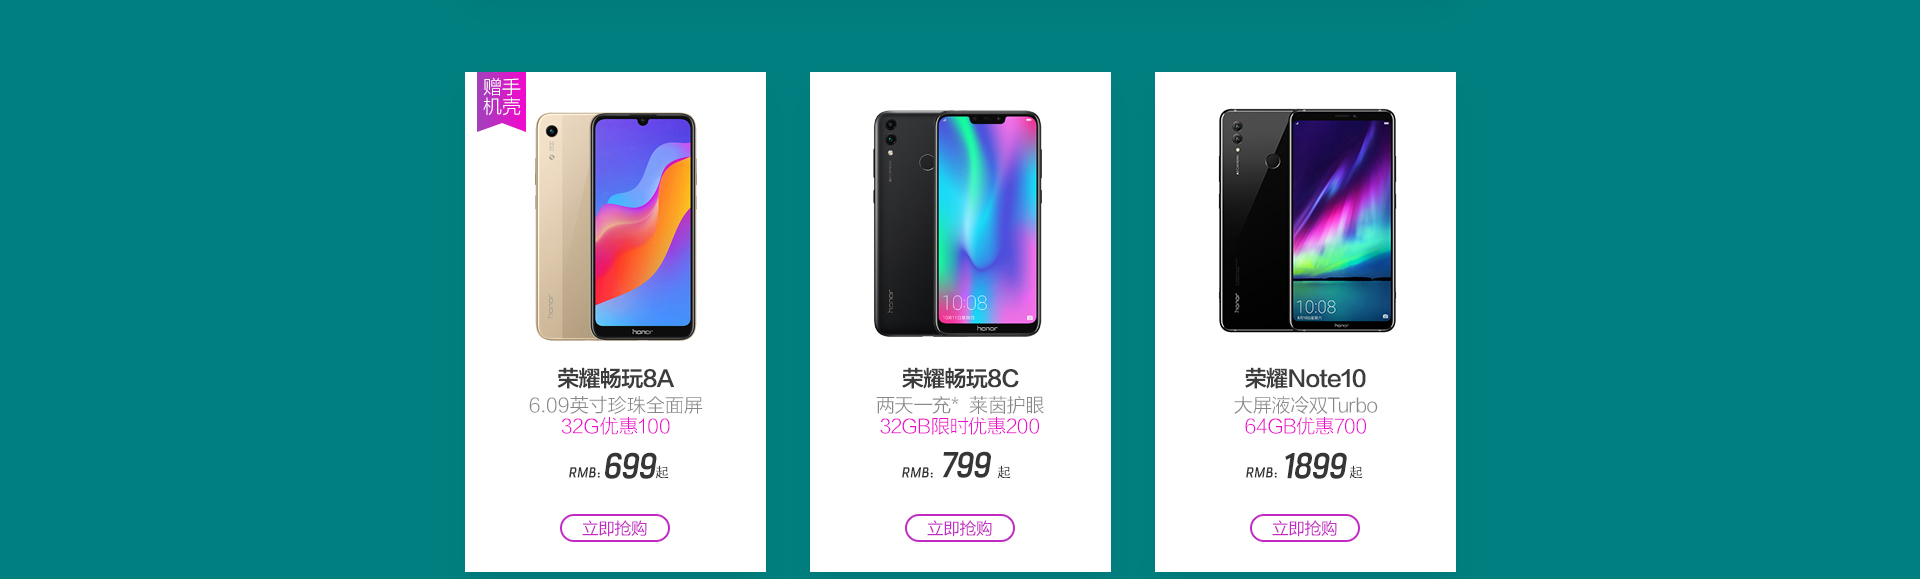 赠手
机壳
honor
honor
荣耀畅玩8A
6.09英寸珍珠全面屏
32G优惠100
RMB: 699起
立即抢购
honor
10:08
honor
荣耀畅玩8C
两天一充* 莱茵护眼
32GB限时优惠200
RMB: 799 起
立即抢购
honor
10:08
honor
荣耀Note10
大屏液冷双Turbo
64GB优惠700
RMB: 1899 起
立即抢购